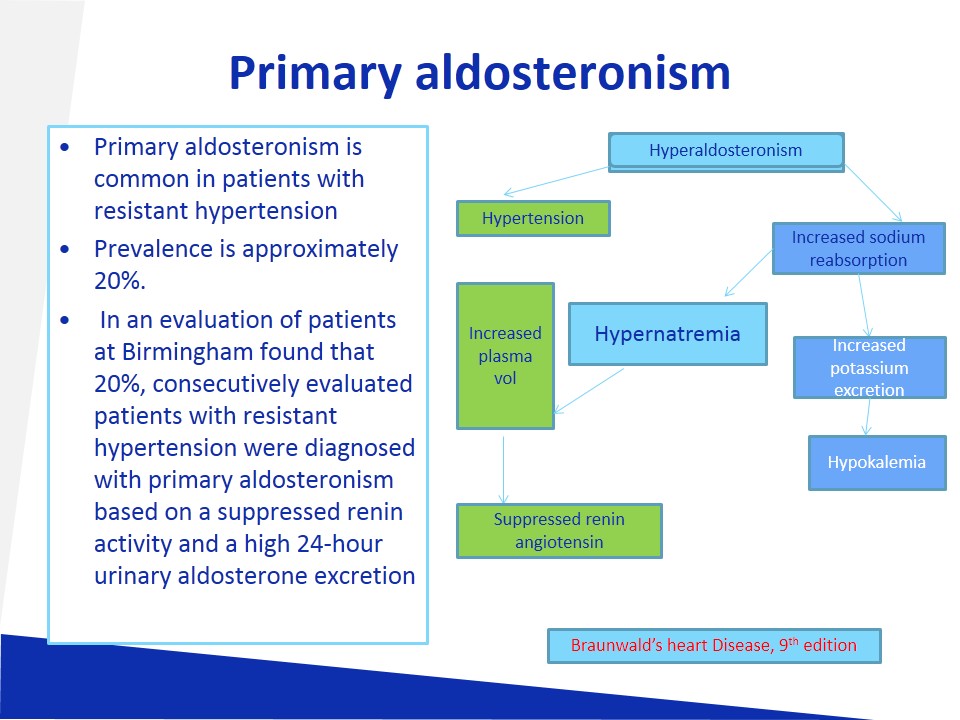 Primary aldosteronism
• Primary aldosteronism is
common in patients with
resistant hypertension
• Prevalence is approximately
20%.
• In an evaluation of patients
at Birmingham found that
20%, consecutively evaluated
patients with resistant
hypertension were diagnosed
with primary aldosteronism
based on a suppressed renin
activity and a high 24-hour
urinary aldosterone excretion
Hyperaldosteronism
Hypertension
Increased sodium
reabsorption
Increased
plasma
vol
Hypernatremia
Increased
potassium
excretion
Hypokalemia
Suppressed renin
angiotensin
Braunwald’s heart Disease, 9th edition